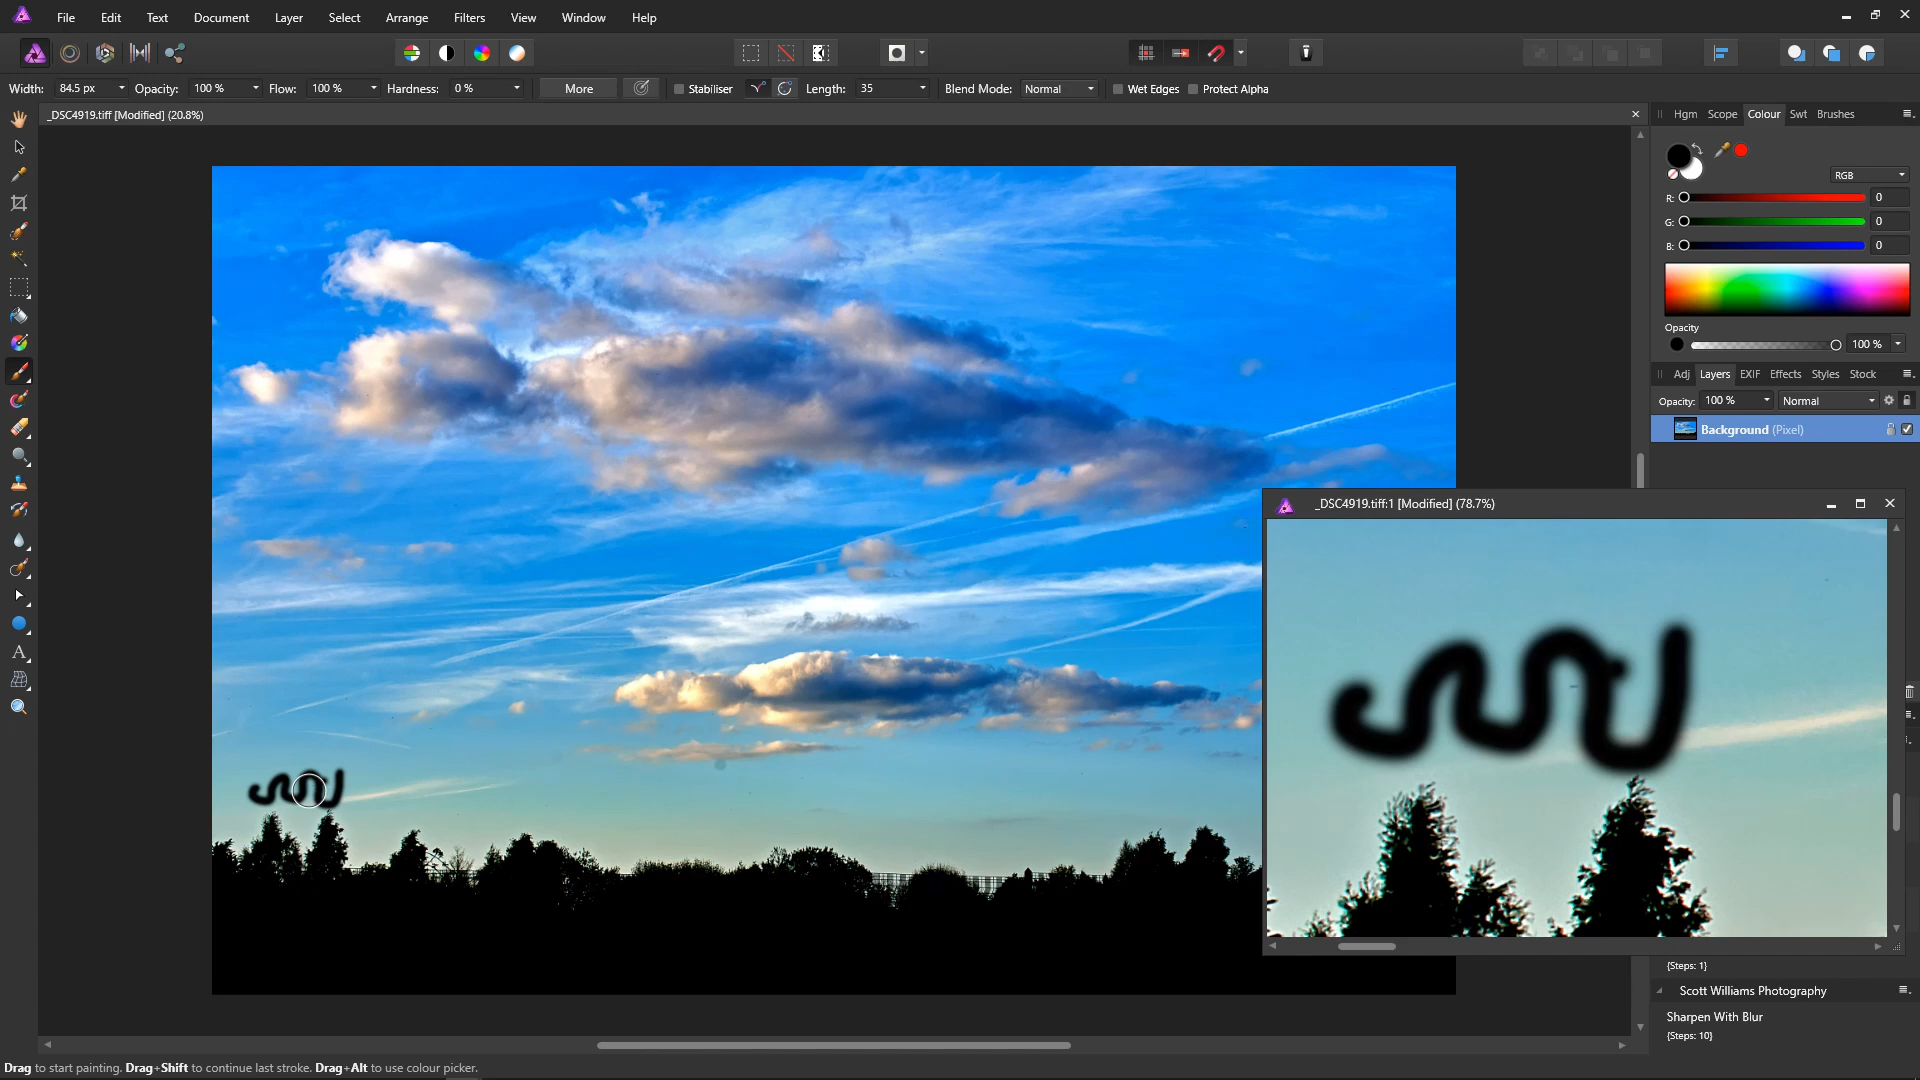 File Edit Text Document Layer Select Arrange Filters View Window Help
Width: 84.5 px Opacity: 100 % Flow: 100 % Hardness: 0 % More Stabiliser Length: 35 Blend Mode: Normal Wet Edges Protect Alpha
_DSC4919.tiff [Modified] (20.8%)
Hgm Scope Colour Swt Brushes
RGB
R: 0
G: 0
B: 0
Opacity
100 %
Adj Layers EXIF Effects Styles Stock
Opacity: 100 % Normal
Background (Pixel)
_DSC4919.tiff:1 [Modified] (78.7%)
(Steps: 1)
Scott Williams Photography
Sharpen With Blur
(Steps: 10)
Drag to start painting. Drag+Shift to continue last stroke. Drag+Alt to use colour picker.